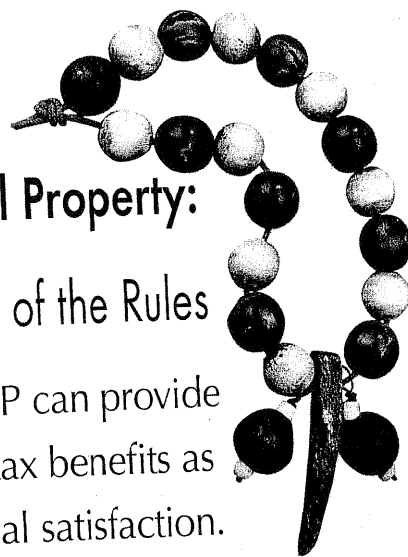 l Property:
of the Rules
P can provide
ax benefits as
al satisfaction.